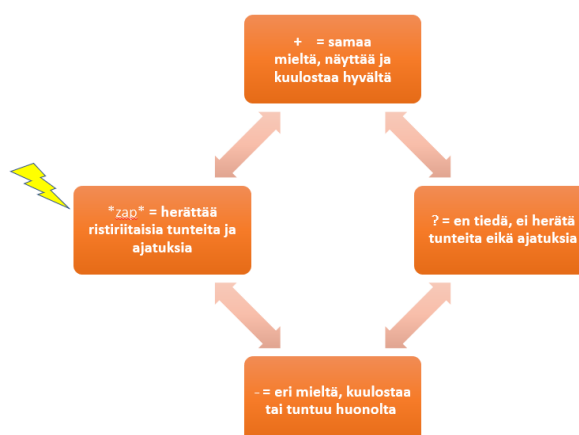 + = samaa
mieltä, näyttää ja
kuulostaa hyvältä
*zap* = herättää
ristiriitaisia tunteita ja
ajatuksia
? = en tiedä, ei herätä
tunteita eikä ajatuksia
- = eri mieltä, kuulostaa
tai tuntuu huonolta